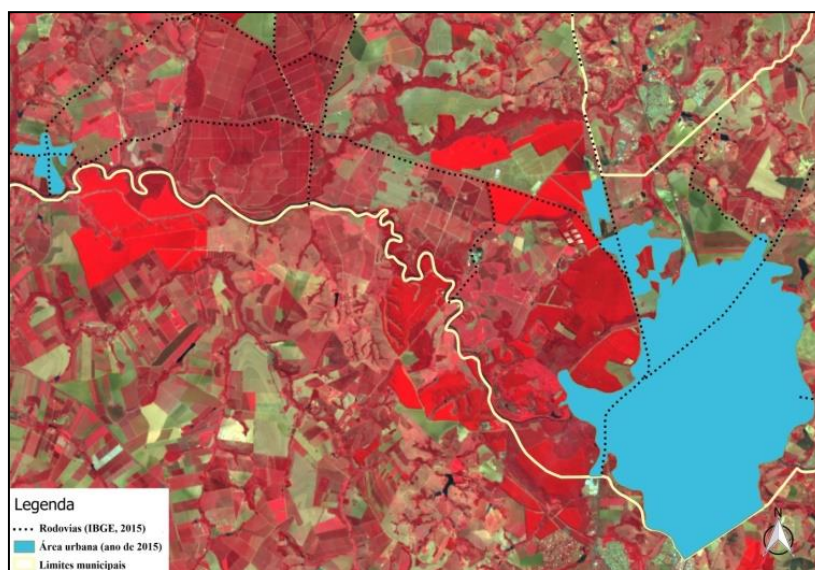 N
Legenda
Rodovias (IBGE, 2015)
Área urbana (ano de 2015)
Limites municipais